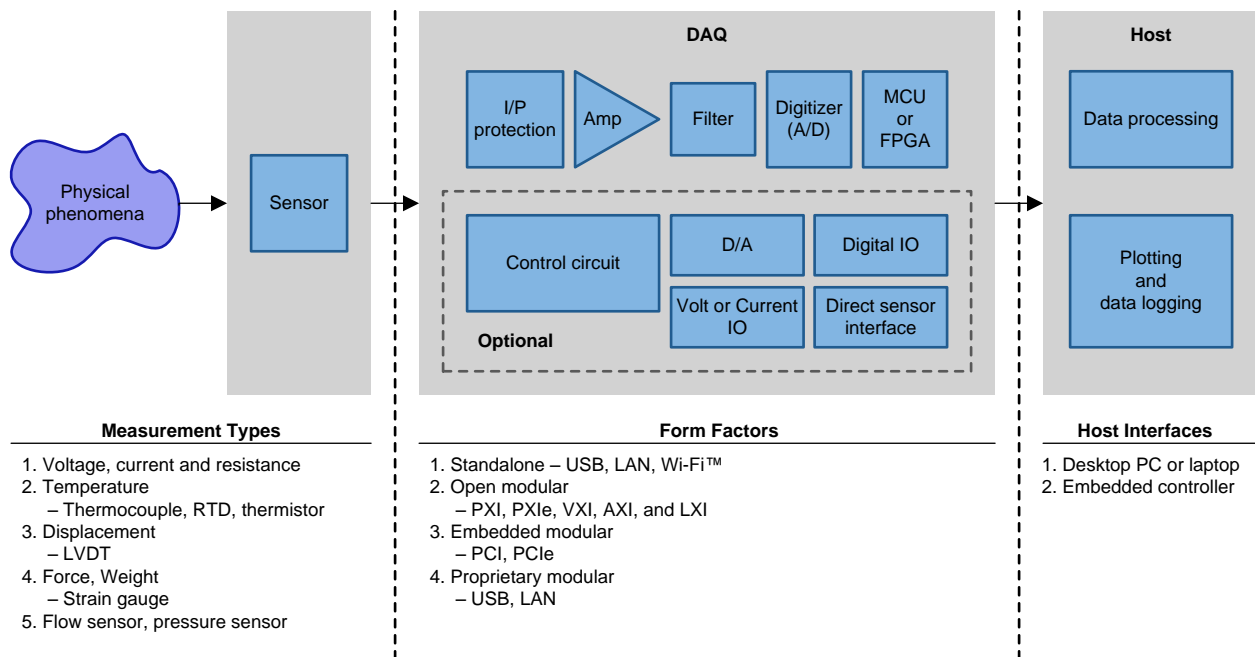 DAQ
Host
I/P
protection
Amp
Filter
Digitizer
(A/D)
MCU
or
FPGA
Data processing
Physical
phenomena
Sensor
Control circuit
D/A
Digital IO
Volt or Current
IO
Direct sensor
interface
Optional
Plotting
and
data logging
Measurement Types
1. Voltage, current and resistance
2. Temperature
– Thermocouple, RTD, thermistor
3. Displacement
– LVDT
4. Force, Weight
– Strain gauge
5. Flow sensor, pressure sensor
Form Factors
1. Standalone – USB, LAN, Wi-Fi™
2. Open modular
– PXI, PXIe, VXI, AXI, and LXI
3. Embedded modular
– PCI, PCIe
4. Proprietary modular
– USB, LAN
Host Interfaces
1. Desktop PC or laptop
2. Embedded controller